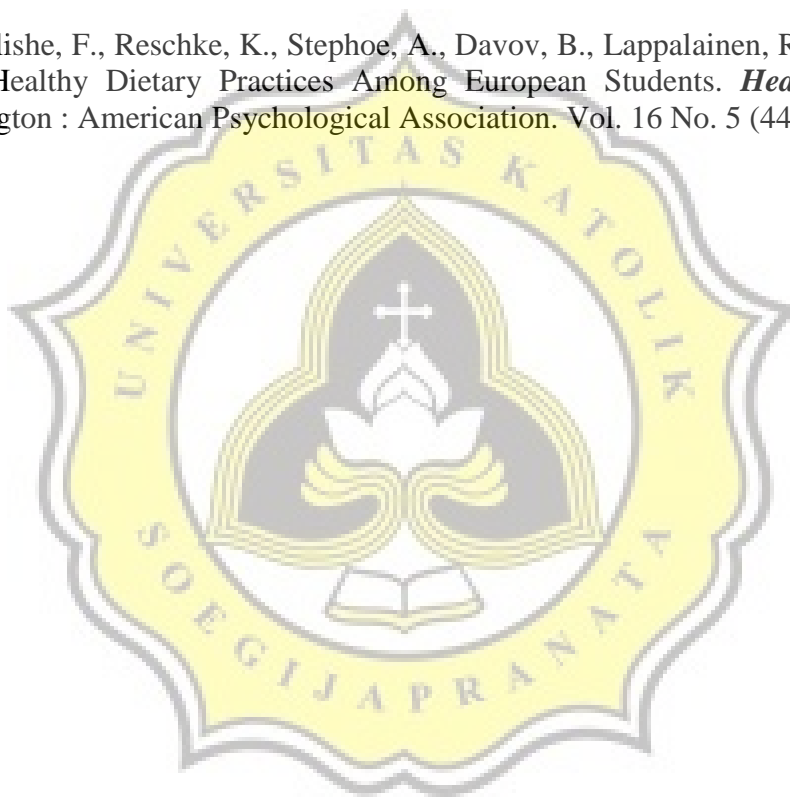 lishe, F., Reschke, K., Stephoe, A., Davov, B., Lappalainen, R
Healthy Dietary Practices Among European Students. Hea
gton : American Psychological Association. Vol. 16 No. 5 (44
UNIVERSITAS KATOLIK
SOEGIJAPRANATA